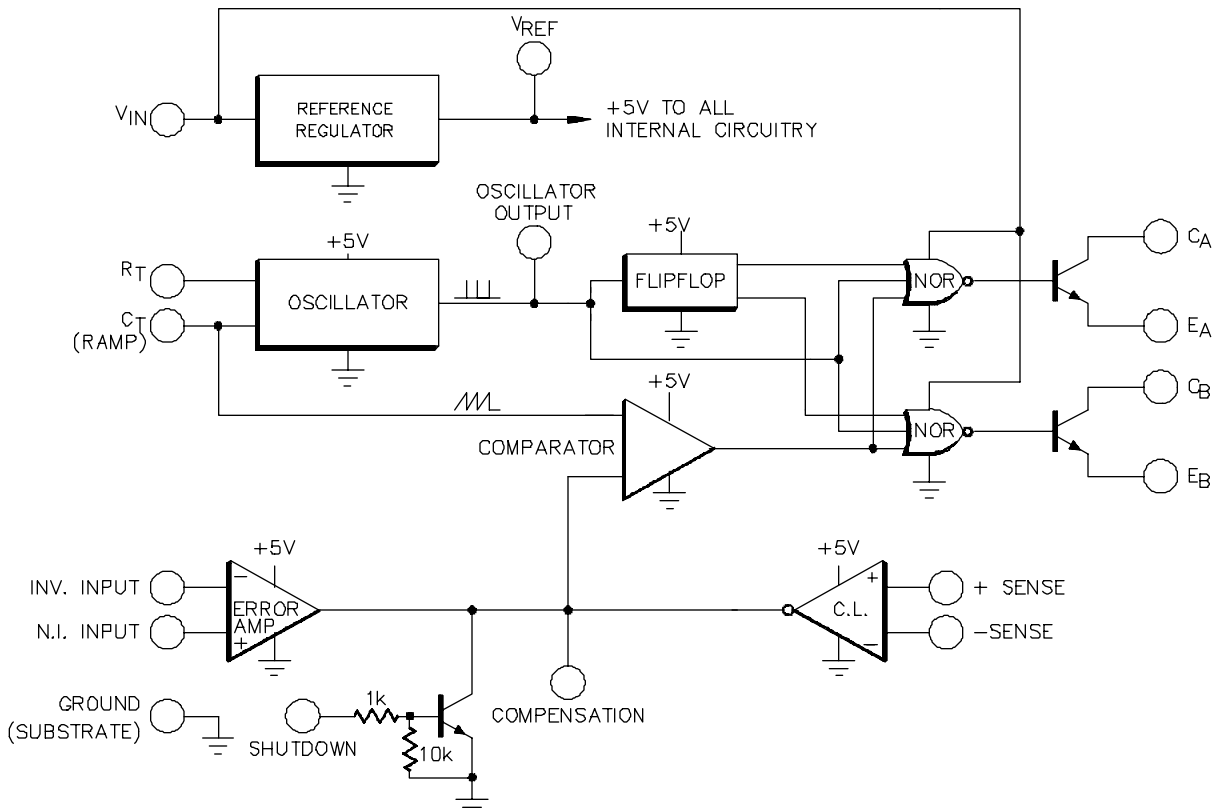 VREF
VIN
REFERENCE
REGULATOR
+5V TO ALL
INTERNAL CIRCUITRY
OSCILLATOR
OUTPUT
+5V
+5V
CA
RT
OSCILLATOR
FLIPFLOP
NOR
CT
(RAMP)
EA
+5V
CB
COMPARATOR
NOR
EB
+5V
+5V
INV. INPUT
−
ERROR
AMP
+
N.I. INPUT
+
C.L.
−
+ SENSE
−SENSE
GROUND
(SUBSTRATE)
1k
SHUTDOWN
10k
COMPENSATION